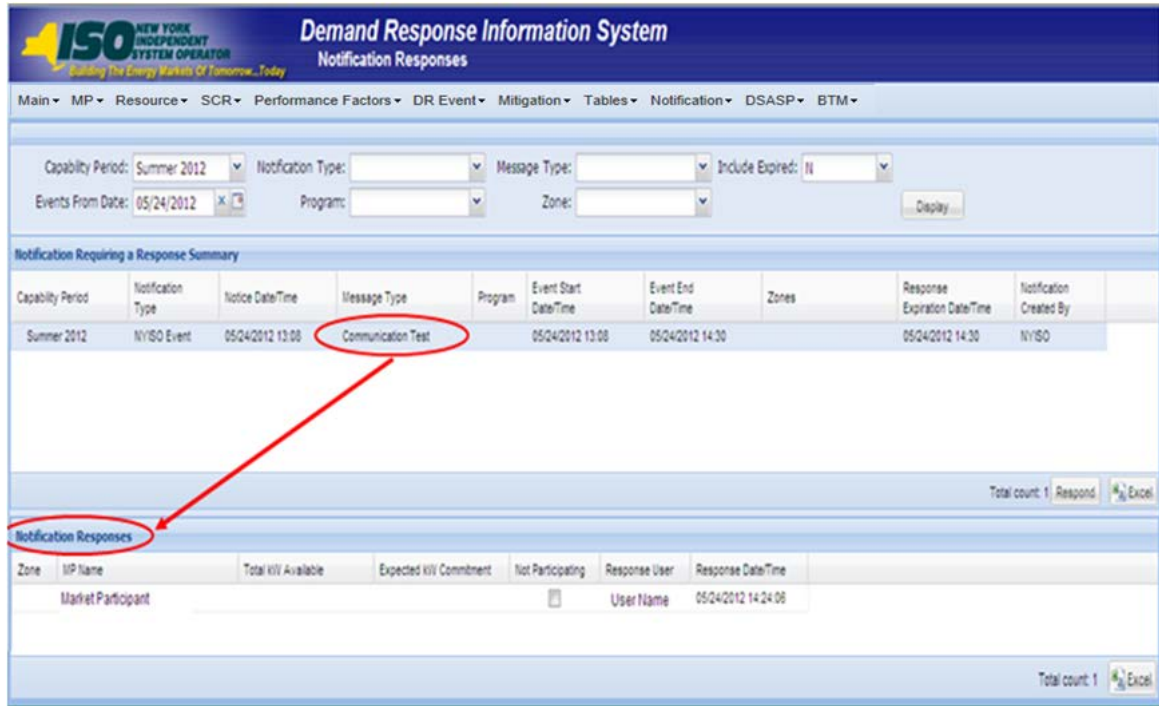 NEW YORK
ISO INDEPENDENT
SYSTEM OPERATOR
Building The Energy Markets Of Tomorrow...Today
Demand Response Information System
Notification Responses
Main MP Resource SCR Performance Factors DR Event Mitigation Tables Notification DSASP BTM
Capability Period: Summer 2012 Notification Type: Message Type: Include Expired: N
Events From Date: 05/24/2012 Program: Zone: Display
Notification Requiring a Response Summary
Capability Period Notification Type Notice Date/Time Message Type Program Event Start Date/Time Event End Date/Time Zones Response Expiration Date/Time Notification Created By
Summer 2012 NYISO Event 05/24/2012 13:08 Communication Test 05/24/2012 13:08 05/24/2012 14:30 05/24/2012 14:30 NYISO
Total count: 1 Respond Excel
Notification Responses
Zone MP Name Total kW Available Expected kW Commitment Not Participating Response User Response Date/Time
Market Participant User Name 05/24/2012 14:24:06
Total count: 1 Excel